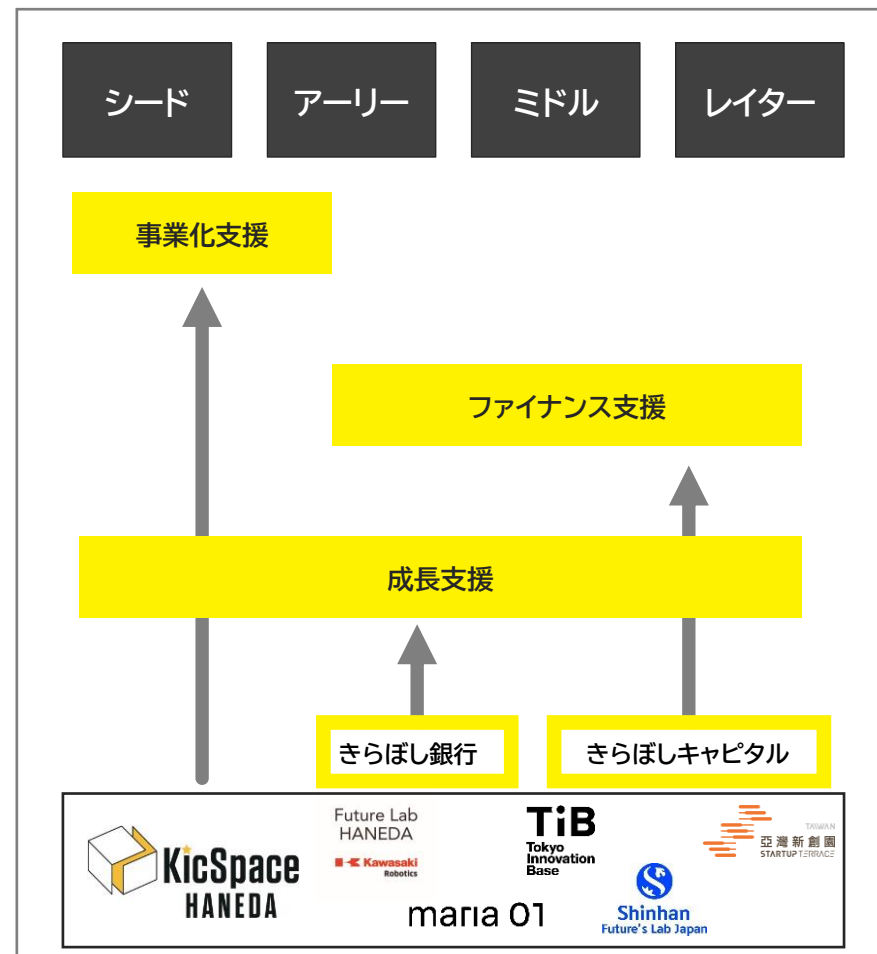 シード
アーリー
ミドル
レイター
事業化支援
ファイナンス支援
成長支援
きらぼし銀行
きらぼしキャピタル
KicSpace
HANEDA
Future Lab
HANEDA
Kawasaki
Robotics
maria 01
TiB
Tokyo
Innovation
Base
Shinhan
Future's Lab Japan
TAIWAN
亞灣新創園
STARTUP TERRACE